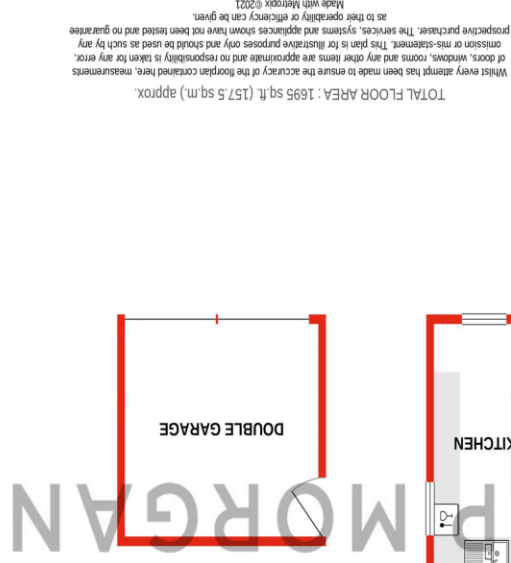 P MORGAN
KITCHEN
DOUBLE GARAGE
TOTAL FLOOR AREA : 1695 sq.ft. (157.5 sq.m.) approx.
Whilst every attempt has been made to ensure the accuracy of the floorplan contained here, measurements
of doors, windows, rooms and any other items are approximate and no responsibility is taken for any error,
omission or mis-statement. This plan is for illustrative purposes only and should be used as such by any
prospective purchaser. The services, systems and appliances shown have not been tested and no guarantee
as to their operability or efficiency can be given.
Made with Metropix ©2021